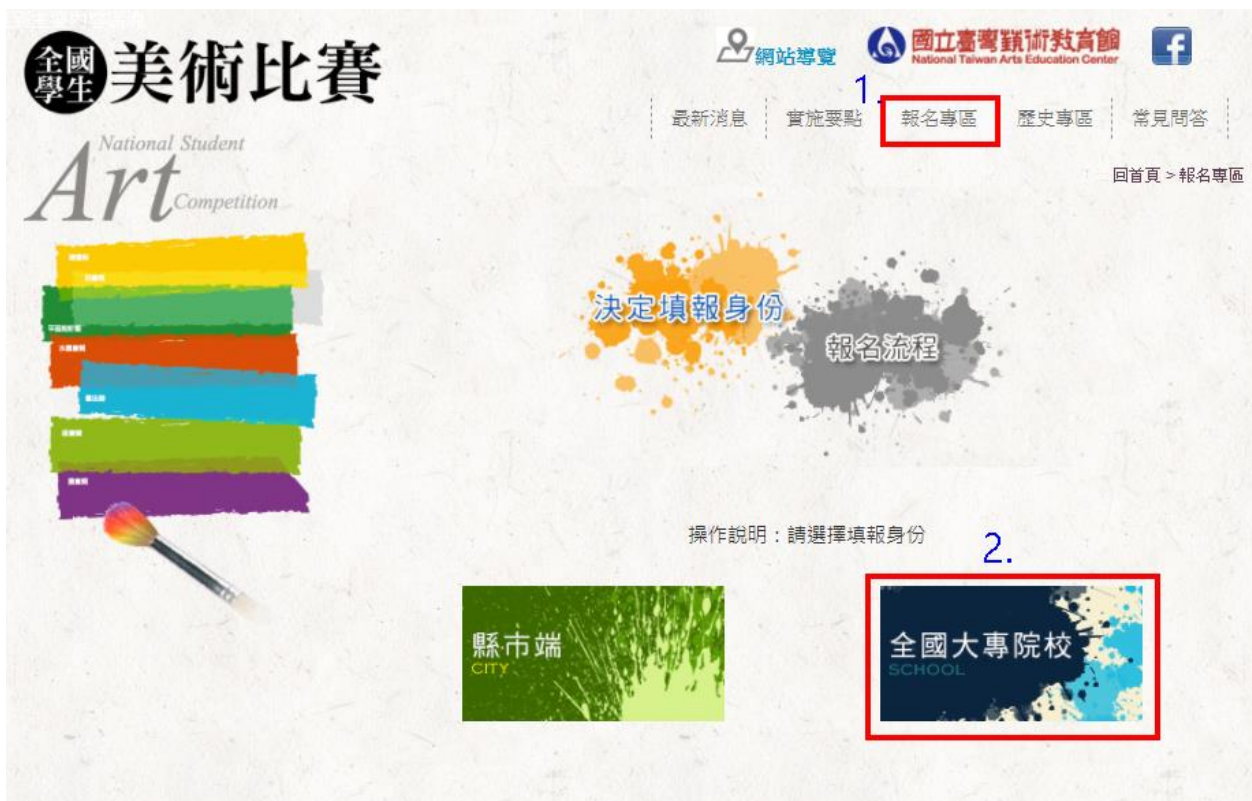 全國學生美術比賽
National Student
Art
Competition
網站導覽
國立臺灣藝術教育館
National Taiwan Arts Education Center
f
1.
最新消息
實施要點
報名專區
歷史專區
常見問答
回首頁 > 報名專區
決定填報身份
報名流程
操作說明：請選擇填報身份
2.
縣市端
CITY
全國大專院校
SCHOOL